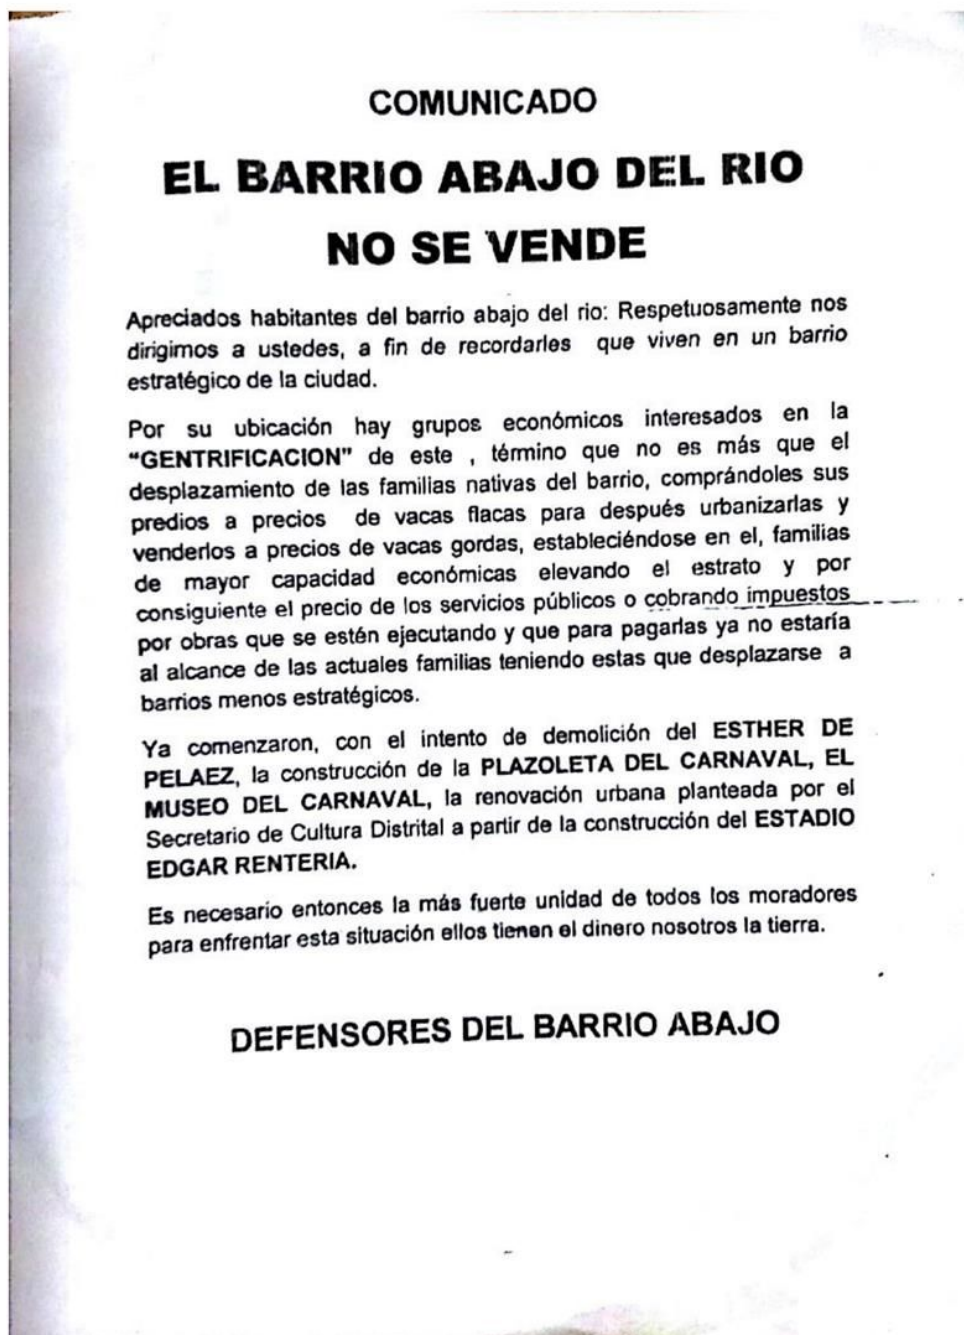 COMUNICADO
EL BARRIO ABAJO DEL RIO
NO SE VENDE
Apreciados habitantes del barrio abajo del rio: Respetuosamente nos
dirigimos a ustedes, a fin de recordarles que viven en un barrio
estratégico de la ciudad.
Por su ubicación hay grupos económicos interesados en la
“GENTRIFICACION” de este , término que no es más que el
desplazamiento de las familias nativas del barrio, comprándoles sus
predios a precios de vacas flacas para después urbanizarlas y
venderlos a precios de vacas gordas, estableciéndose en el, familias
de mayor capacidad económicas elevando el estrato y por
consiguiente el precio de los servicios públicos o cobrando impuestos
por obras que se estén ejecutando y que para pagarlas ya no estaría
al alcance de las actuales familias teniendo estas que desplazarse a
barrios menos estratégicos.
Ya comenzaron, con el intento de demolición del ESTHER DE
PELAEZ, la construcción de la PLAZOLETA DEL CARNAVAL, EL
MUSEO DEL CARNAVAL, la renovación urbana planteada por el
Secretario de Cultura Distrital a partir de la construcción del ESTADIO
EDGAR RENTERIA.
Es necesario entonces la más fuerte unidad de todos los moradores
para enfrentar esta situación ellos tienen el dinero nosotros la tierra.
DEFENSORES DEL BARRIO ABAJO